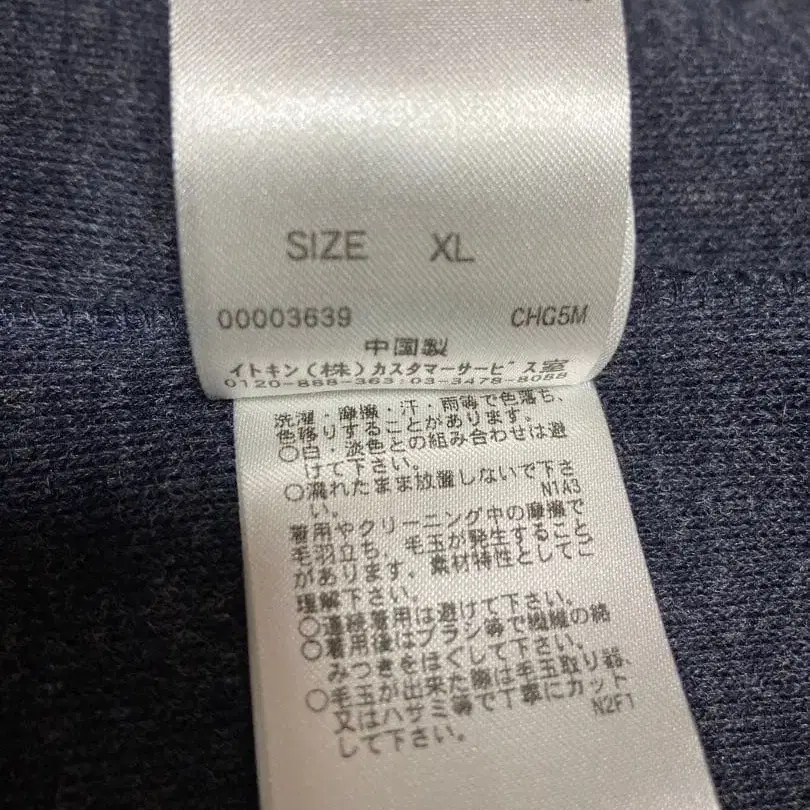 SIZE XL
00003639 CHG5M
中国製
イトキン(株)カスタマーサービス室
0120-888-363:03-3478-8088
洗濯・摩擦・汗・雨等で色落ち、
色移りすることがあります。
○白・淡色との組み合わせは避
けて下さい。
○濡れたまま放置しないで下さ
い。 N1A3
着用やクリーニング中の摩擦で
毛羽立ち、毛玉が発生すること
があります。素材特性としてご
理解下さい。
○連続着用は避けて下さい。
○着用後はブラシ等で繊維の絡
みつきをほぐして下さい。
○毛玉が出来た際は毛玉取り器、
又はハサミ等で丁寧にカット
して下さい。 N2F1